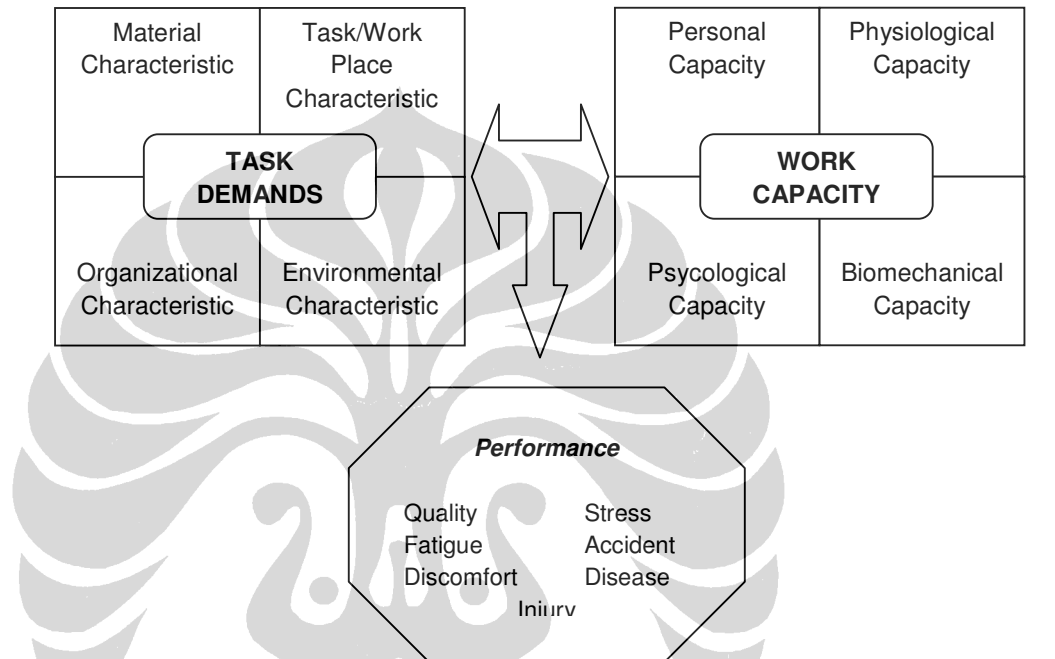 Material
Characteristic
Task/Work
Place
Characteristic
TASK
DEMANDS
Organizational
Characteristic
Environmental
Characteristic
Personal
Capacity
Physiological
Capacity
WORK
CAPACITY
Psycological
Capacity
Biomechanical
Capacity
Performance
Quality Stress
Fatigue Accident
Discomfort Disease
Injury